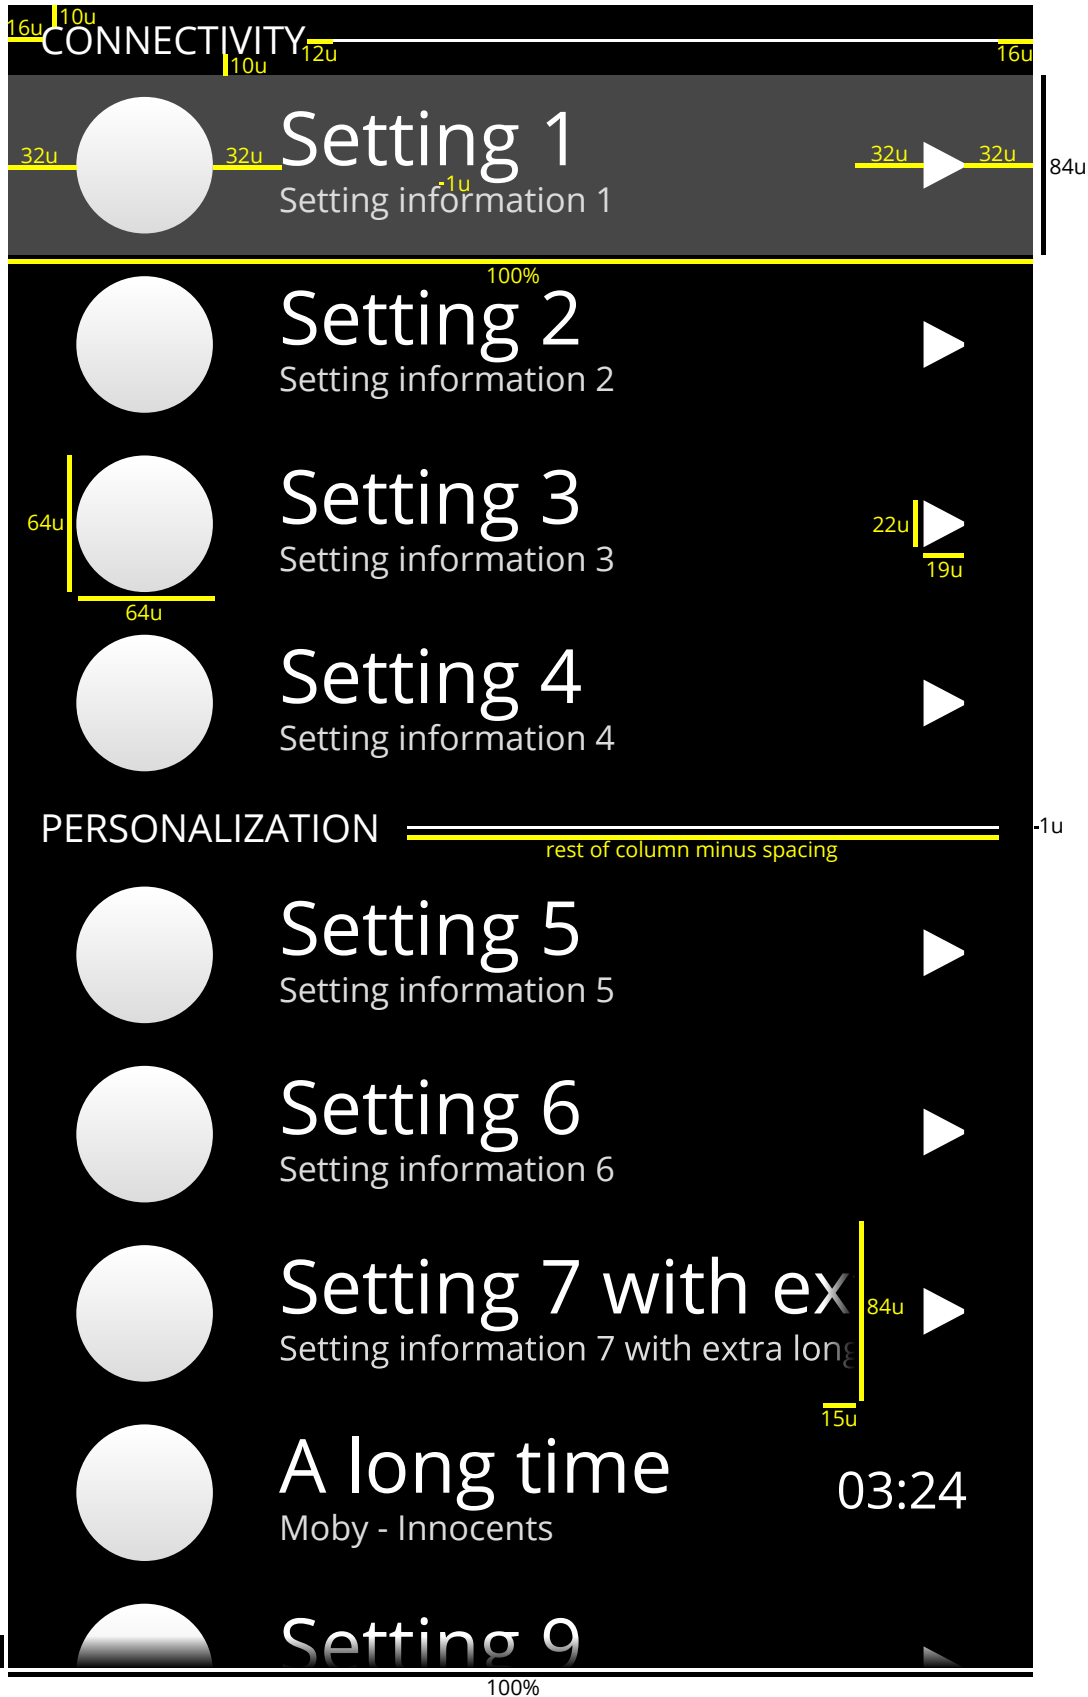 10u
16u
CONNECTIVITY
12u
16u
10u
Setting 1
32u
32u
32u
32u
84u
-1u
Setting information 1
100%
Setting 2
Setting information 2
Setting 3
64u
22u
Setting information 3
19u
64u
Setting 4
Setting information 4
PERSONALIZATION
-1u
rest of column minus spacing
Setting 5
Setting information 5
Setting 6
Setting information 6
Setting 7 with ex
84u
Setting information 7 with extra long
15u
A long time
03:24
Moby - Innocents
Setting 9
100%